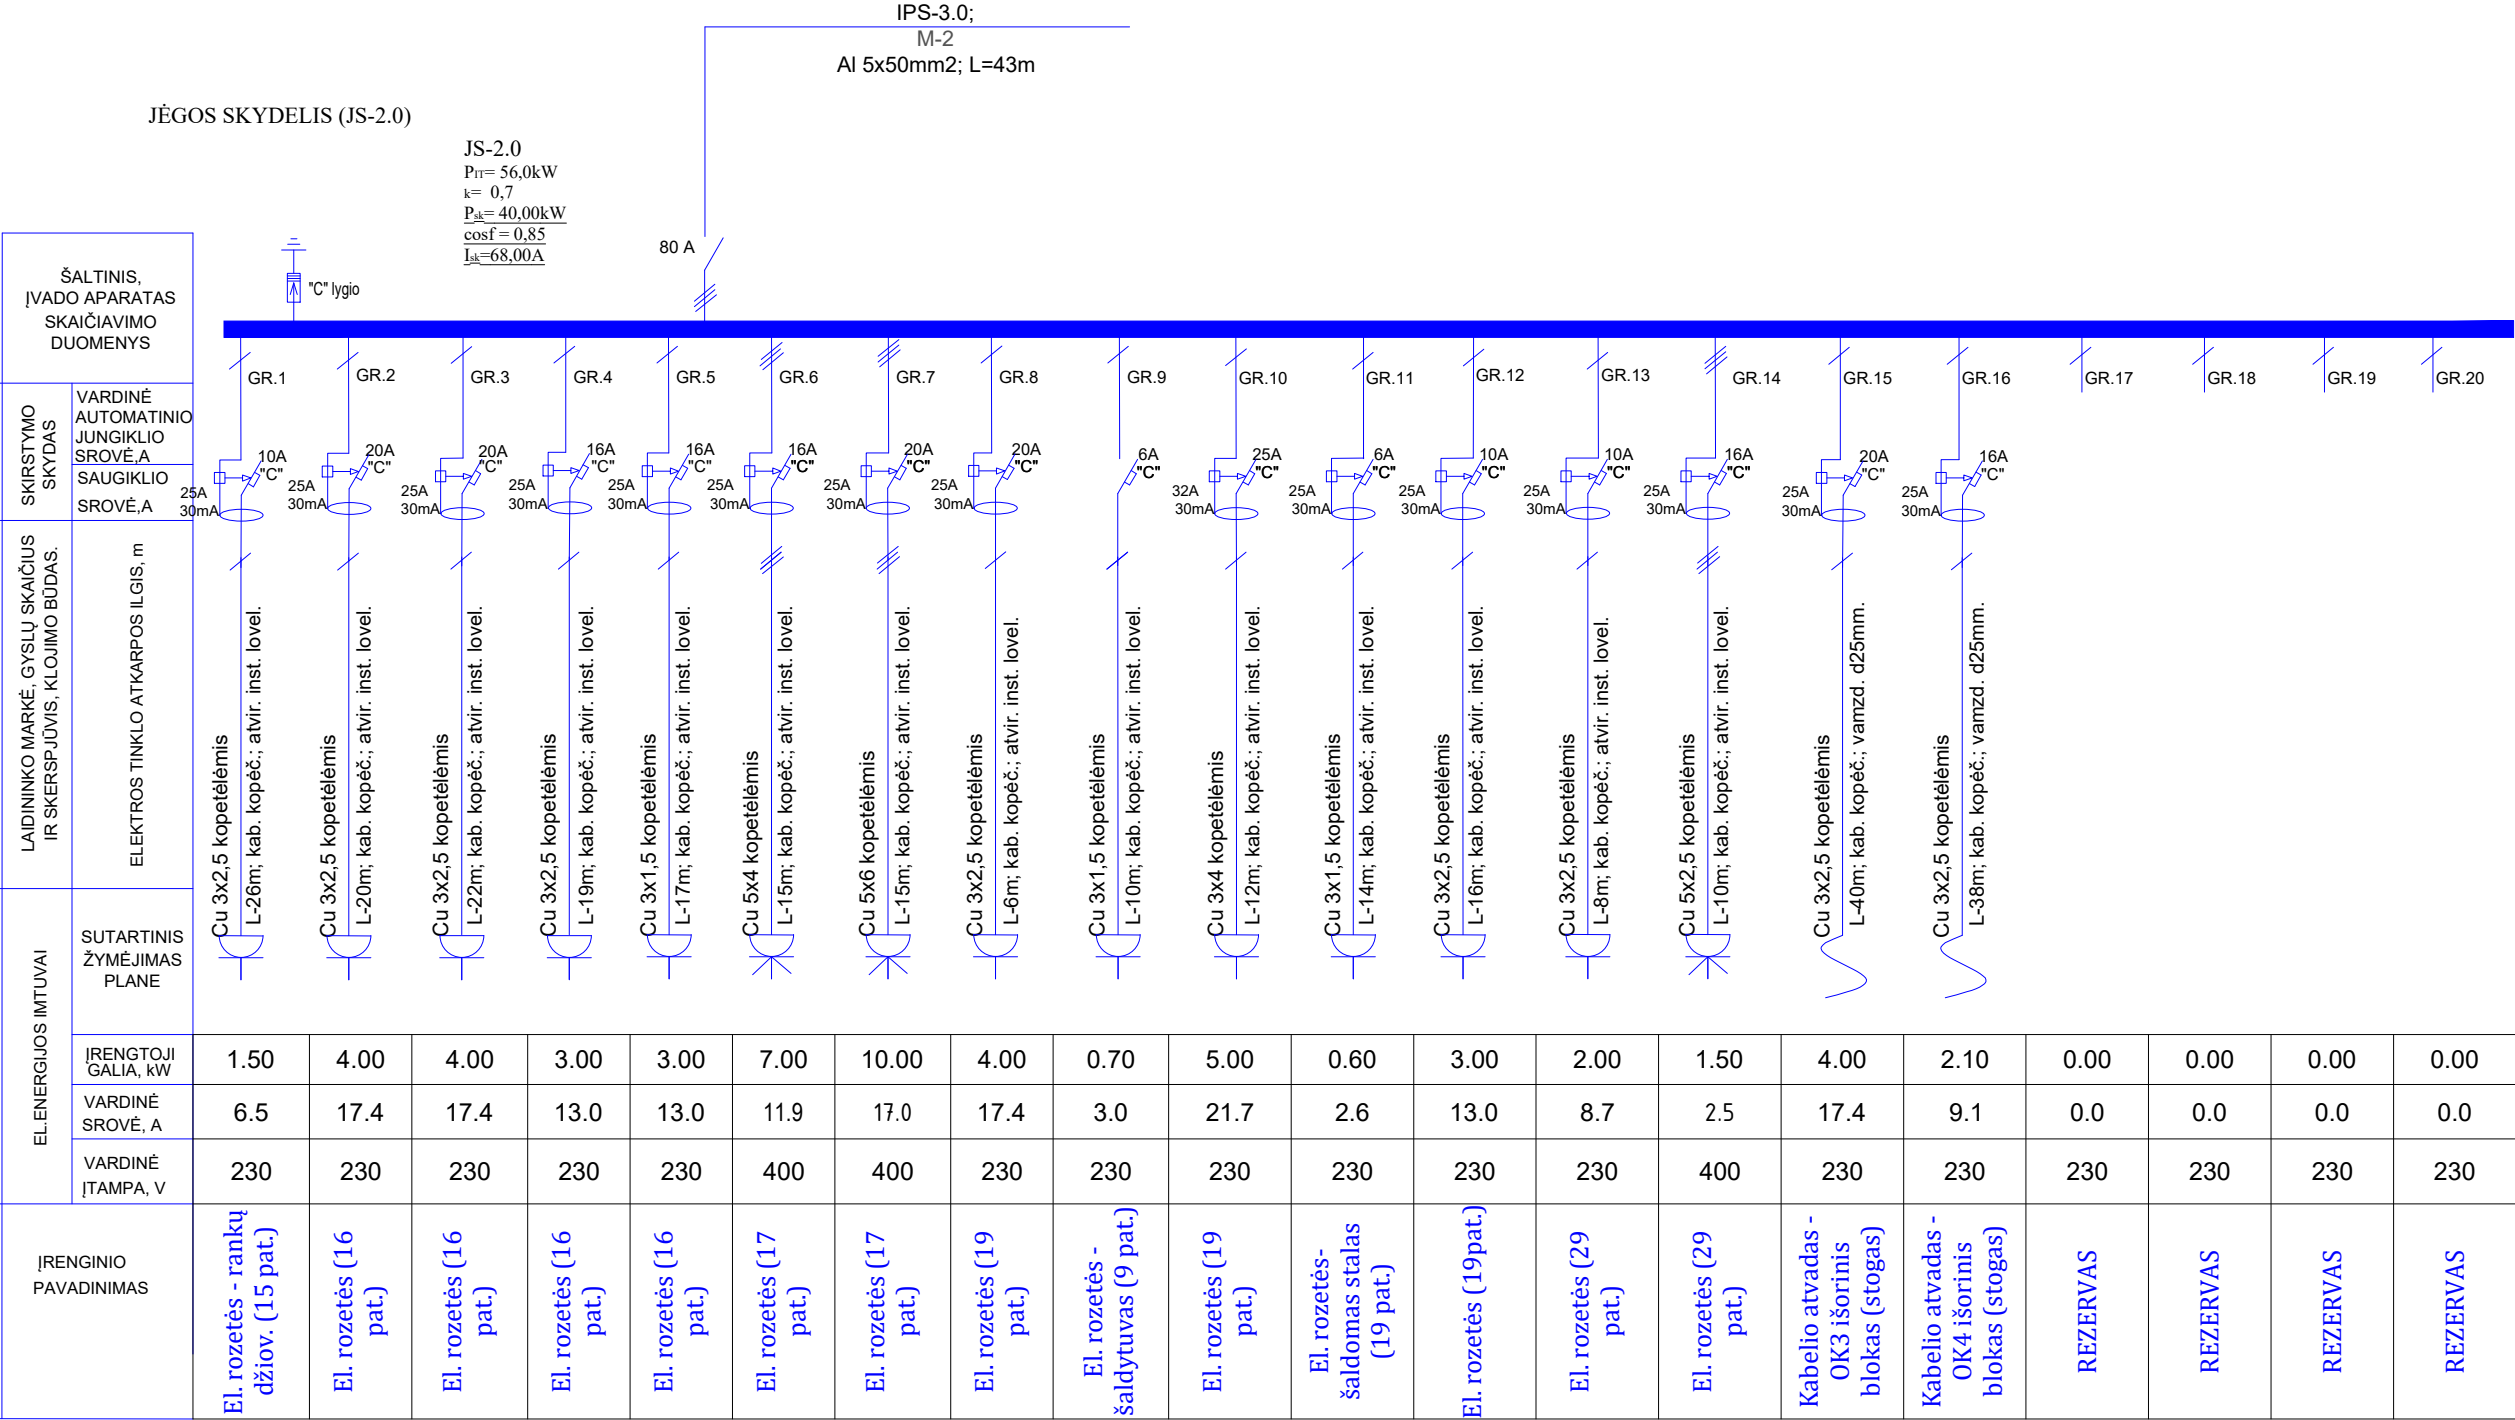 IPS-3.0;
M-2
Al 5x50mm2; L=43m
JĖGOS SKYDELIS (JS-2.0)
JS-2.0
PIT= 56,0kW
k= 0,7
Psk= 40,00kW
cosf = 0,85
Isk=68,00A
80 A
"C" lygio
ŠALTINIS,
ĮVADO APARATAS
SKAIČIAVIMO
DUOMENYS
GR.1
GR.2
GR.3
GR.4
GR.5
GR.6
GR.7
GR.8
GR.9
GR.10
GR.11
GR.12
GR.13
GR.14
GR.15
GR.16
GR.17
GR.18
GR.19
GR.20
SKIRSTYMO
SKYDAS
VARDINĖ
AUTOMATINIO
JUNGIKLIO
SROVĖ,A
SAUGIKLIO
SROVĖ,A
10A
"C"
25A
30mA
20A
"C"
25A
30mA
20A
"C"
25A
30mA
16A
"C"
25A
30mA
16A
"C"
25A
30mA
16A
"C"
25A
30mA
20A
"C"
25A
30mA
20A
"C"
25A
30mA
6A
"C"
25A
"C"
32A
30mA
6A
"C"
25A
30mA
10A
"C"
25A
30mA
10A
"C"
25A
30mA
16A
"C"
25A
30mA
20A
"C"
25A
30mA
16A
"C"
25A
30mA
LAIDININKO MARKĖ, GYSLŲ SKAIČIUS
IR SKERSPJŪVIS, KLOJIMO BŪDAS.
ELEKTROS TINKLO ATKARPOS ILGIS, m
Cu 3x2,5 kopetėlėmis
L-26m; kab. kopėč.; atvir. inst. lovel.
Cu 3x2,5 kopetėlėmis
L-20m; kab. kopėč.; atvir. inst. lovel.
Cu 3x2,5 kopetėlėmis
L-22m; kab. kopėč.; atvir. inst. lovel.
Cu 3x2,5 kopetėlėmis
L-19m; kab. kopėč.; atvir. inst. lovel.
Cu 3x1,5 kopetėlėmis
L-17m; kab. kopėč.; atvir. inst. lovel.
Cu 5x4 kopetėlėmis
L-15m; kab. kopėč.; atvir. inst. lovel.
Cu 5x6 kopetėlėmis
L-15m; kab. kopėč.; atvir. inst. lovel.
Cu 3x2,5 kopetėlėmis
L-6m; kab. kopėč.; atvir. inst. lovel.
Cu 3x1,5 kopetėlėmis
L-10m; kab. kopėč.; atvir. inst. lovel.
Cu 3x4 kopetėlėmis
L-12m; kab. kopėč.; atvir. inst. lovel.
Cu 3x1,5 kopetėlėmis
L-14m; kab. kopėč.; atvir. inst. lovel.
Cu 3x2,5 kopetėlėmis
L-16m; kab. kopėč.; atvir. inst. lovel.
Cu 3x2,5 kopetėlėmis
L-8m; kab. kopėč.; atvir. inst. lovel.
Cu 5x2,5 kopetėlėmis
L-10m; kab. kopėč.; atvir. inst. lovel.
Cu 3x2,5 kopetėlėmis
L-40m; kab. kopėč.; vamzd. d25mm.
Cu 3x2,5 kopetėlėmis
L-38m; kab. kopėč.; vamzd. d25mm.
EL.ENERGIJOS IMTUVAI
SUTARTINIS
ŽYMĖJIMAS
PLANE
ĮRENGTOJI
GALIA, kW
1.50 4.00 4.00 3.00 3.00 7.00 10.00 4.00 0.70 5.00 0.60 3.00 2.00 1.50 4.00 2.10 0.00 0.00 0.00 0.00
VARDINĖ
SROVĖ, A
6.5 17.4 17.4 13.0 13.0 11.9 17.0 17.4 3.0 21.7 2.6 13.0 8.7 2.5 17.4 9.1 0.0 0.0 0.0 0.0
VARDINĖ
ĮTAMPA, V
230 230 230 230 230 400 400 230 230 230 230 230 230 400 230 230 230 230 230 230
ĮRENGINIO
PAVADINIMAS
El. rozetės - rankų
džiov. (15 pat.)
El. rozetės (16
pat.)
El. rozetės (16
pat.)
El. rozetės (16
pat.)
El. rozetės (16
pat.)
El. rozetės (17
pat.)
El. rozetės (17
pat.)
El. rozetės (19
pat.)
El. rozetės -
šaldytuvas (9 pat.)
El. rozetės (19
pat.)
El. rozetės-
šaldomas stalas
(19 pat.)
El. rozetės (19pat.)
El. rozetės (29
pat.)
El. rozetės (29
pat.)
Kabelio atvadas -
OK3 išorinis
blokas (stogas)
Kabelio atvadas -
OK4 išorinis
blokas (stogas)
REZERVAS
REZERVAS
REZERVAS
REZERVAS